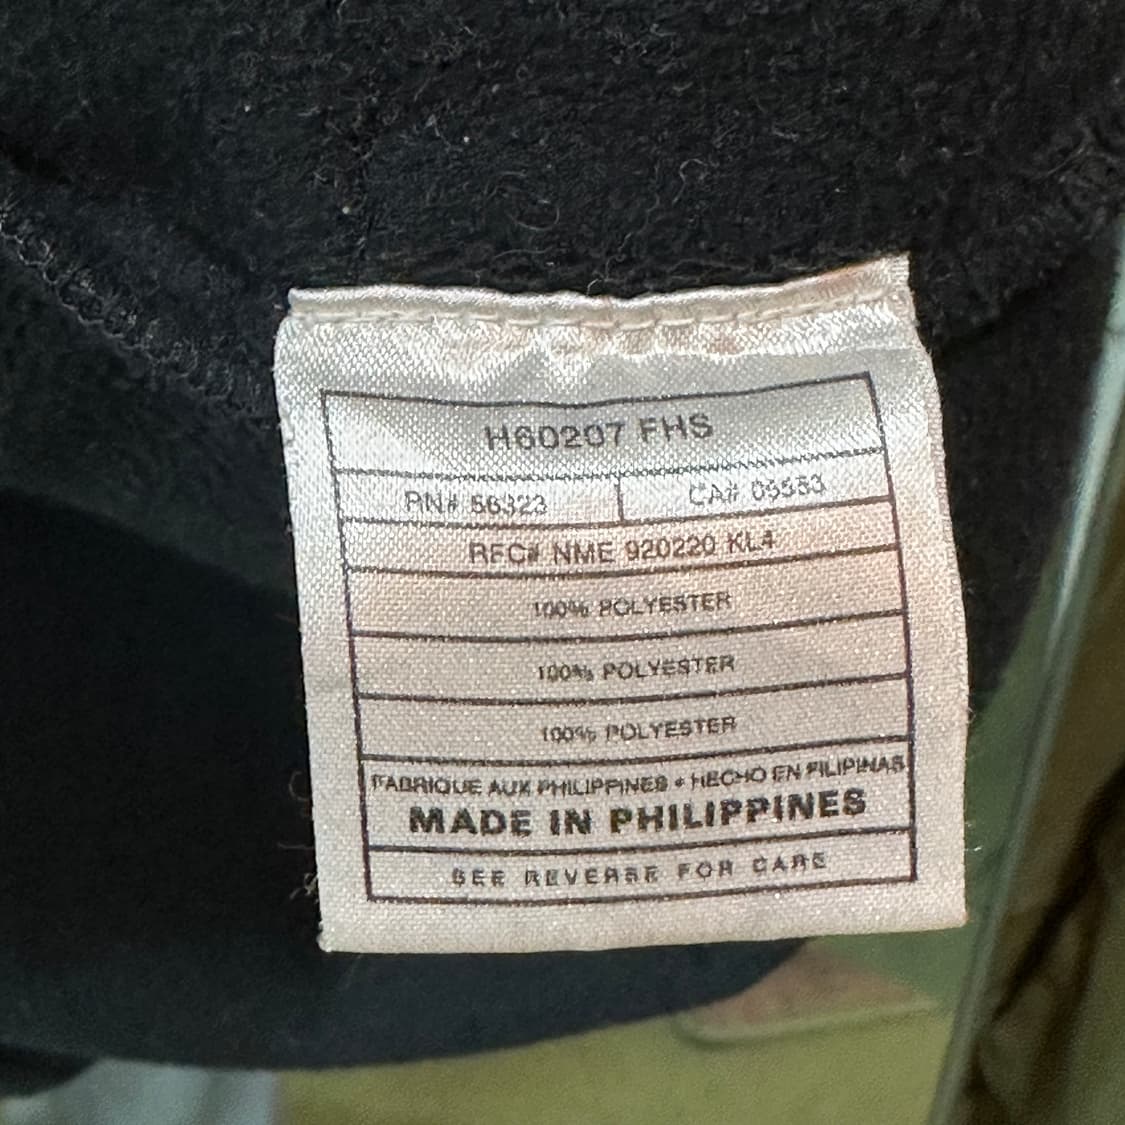 H60207 FHS
RN# 56323 CA# 05553
RFC# NME 920220 KL4
100% POLYESTER
100% POLYESTER
100% POLYESTER
FABRIQUE AUX PHILIPPINES • HECHO EN FILIPINAS
MADE IN PHILIPPINES
SEE REVERSE FOR CARE